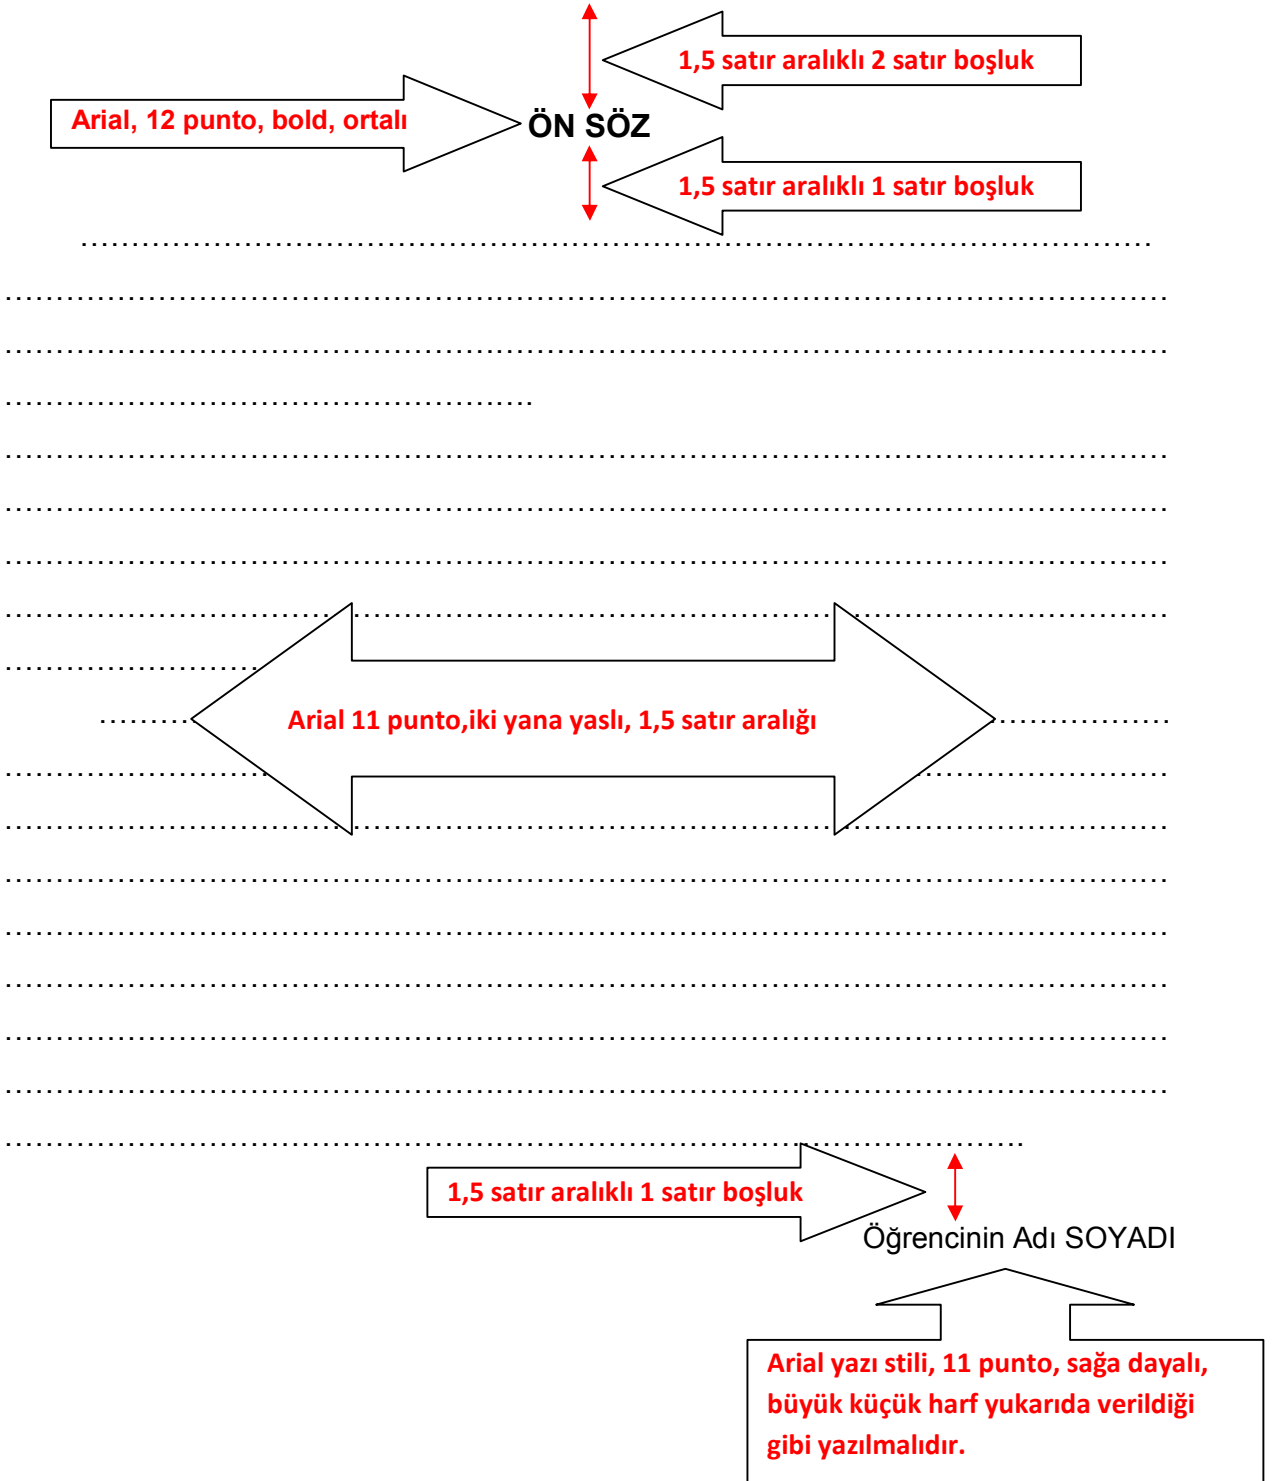 1,5 satır aralıklı 2 satır boşluk
Arial, 12 punto, bold, ortalı
ÖN SÖZ
1,5 satır aralıklı 1 satır boşluk
Arial 11 punto,iki yana yaslı, 1,5 satır aralığı
1,5 satır aralıklı 1 satır boşluk
Öğrencinin Adı SOYADI
Arial yazı stili, 11 punto, sağa dayalı,
büyük küçük harf yukarıda verildiği
gibi yazılmalıdır.